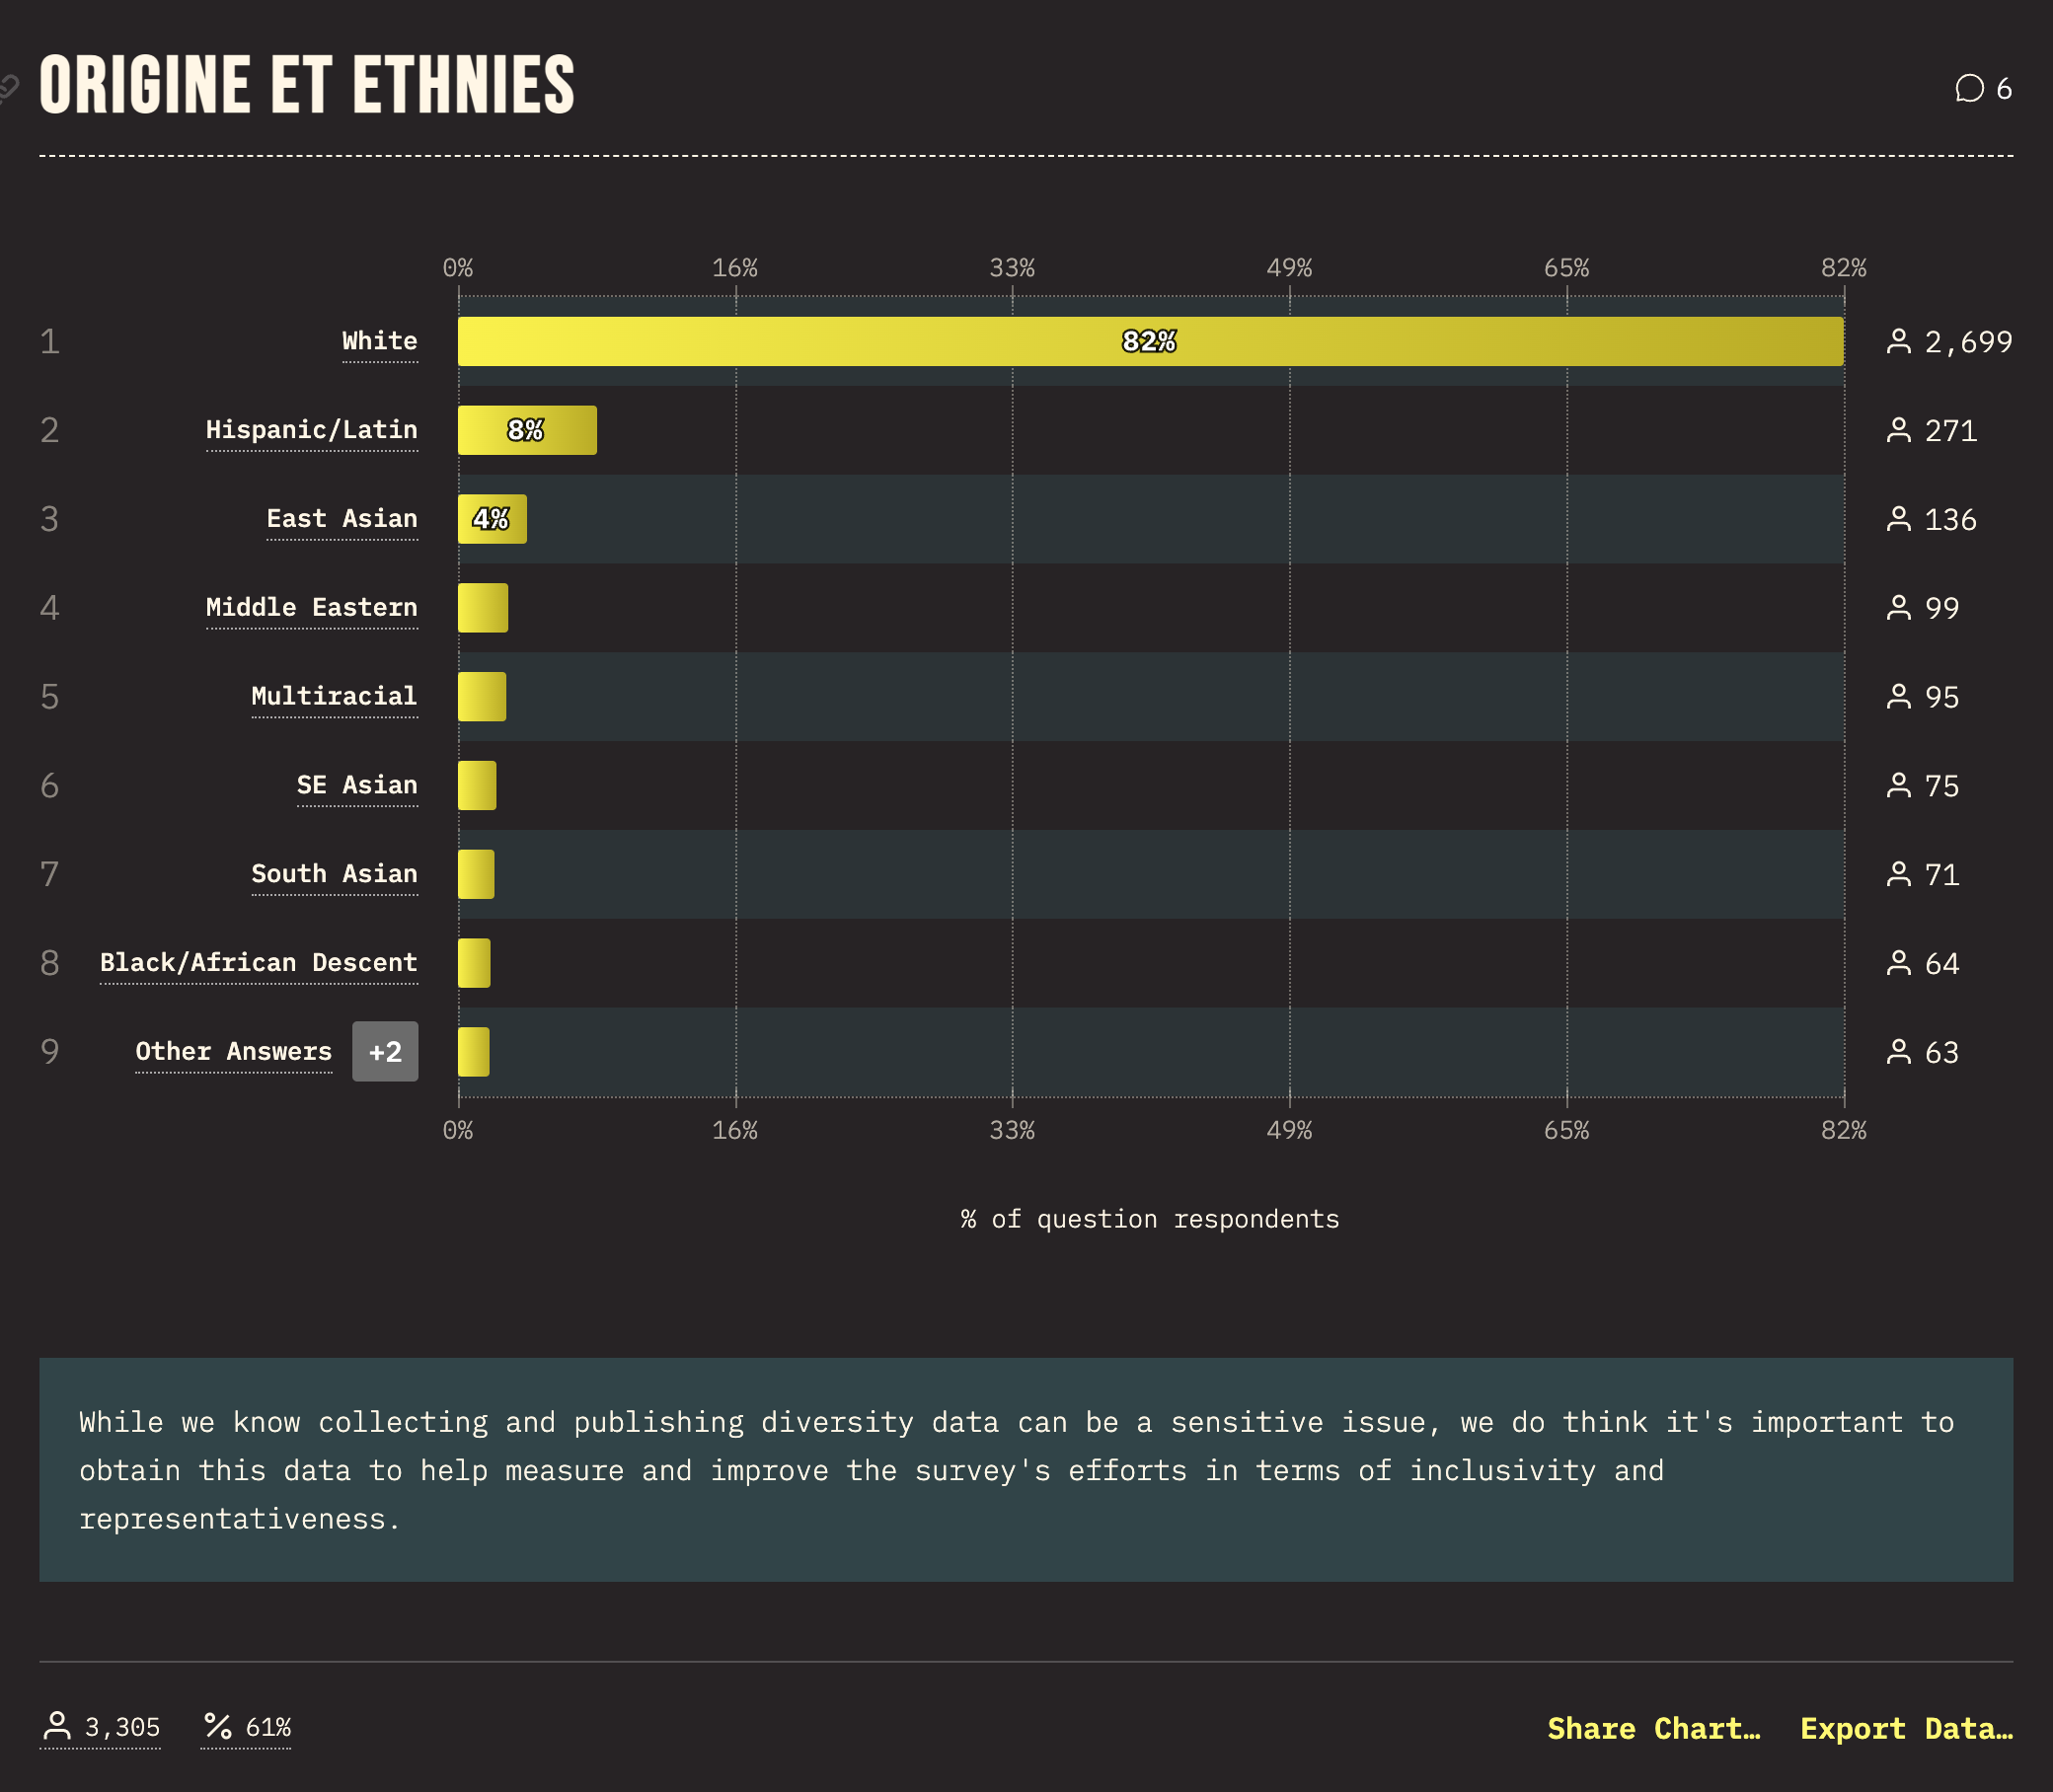 ORIGINE ET ETHNIES
6
0% 16% 33% 49% 65% 82%
1 White 82% 2,699
2 Hispanic/Latin 8% 271
3 East Asian 4% 136
4 Middle Eastern 99
5 Multiracial 95
6 SE Asian 75
7 South Asian 71
8 Black/African Descent 64
9 Other Answers +2 63
0% 16% 33% 49% 65% 82%
% of question respondents
While we know collecting and publishing diversity data can be a sensitive issue, we do think it's important to
obtain this data to help measure and improve the survey's efforts in terms of inclusivity and
representativeness.
3,305 61% Share Chart… Export Data…